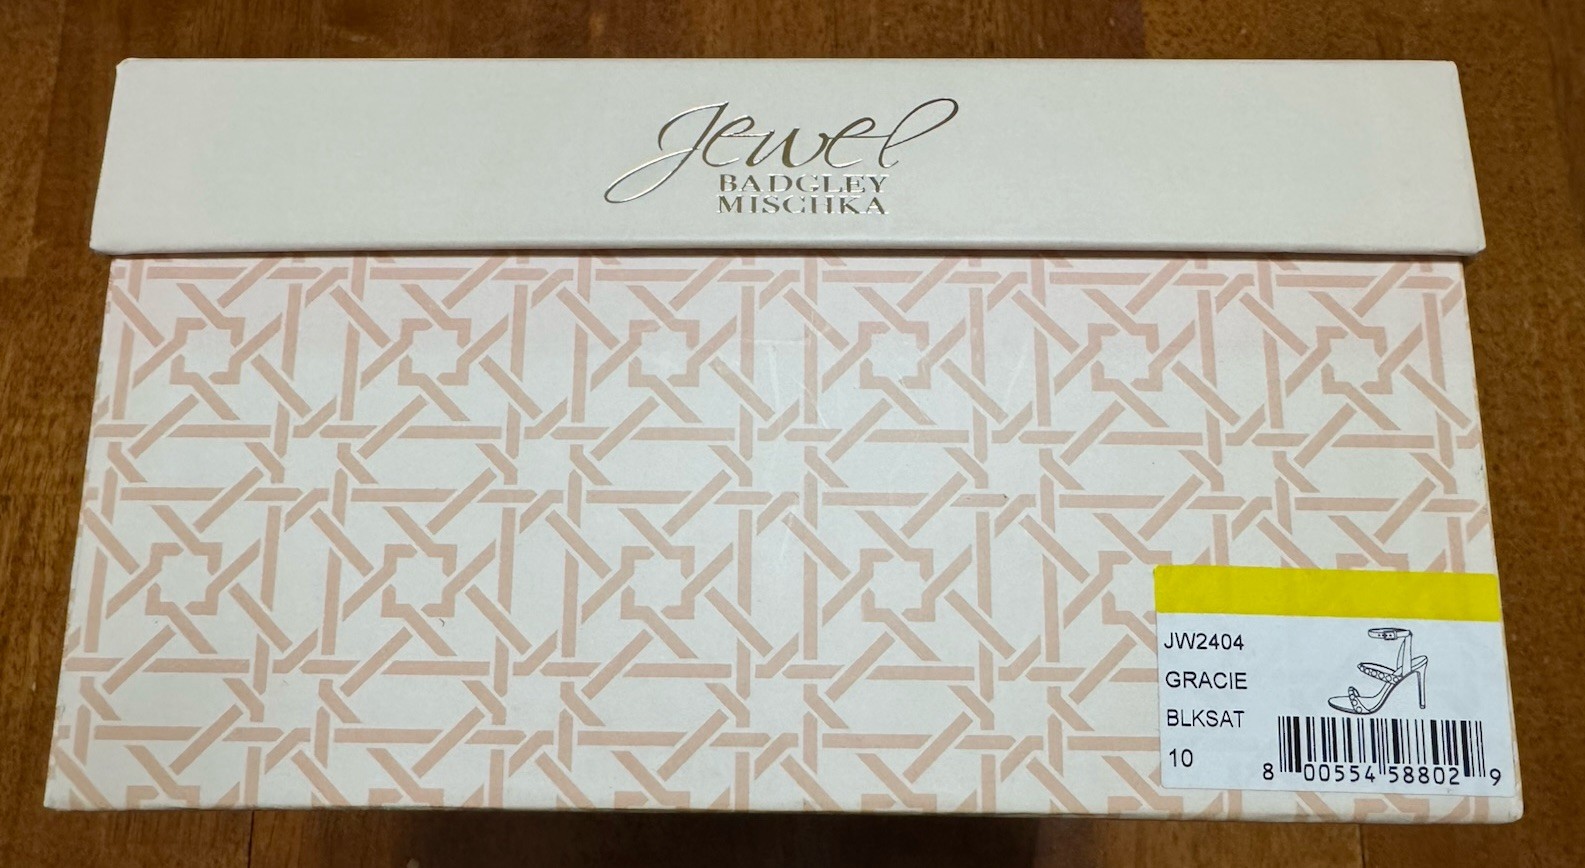 Jewel
BADGLEY
MISCHKA
JW2404
GRACIE
BLKSAT
10
8 00554 58802 9